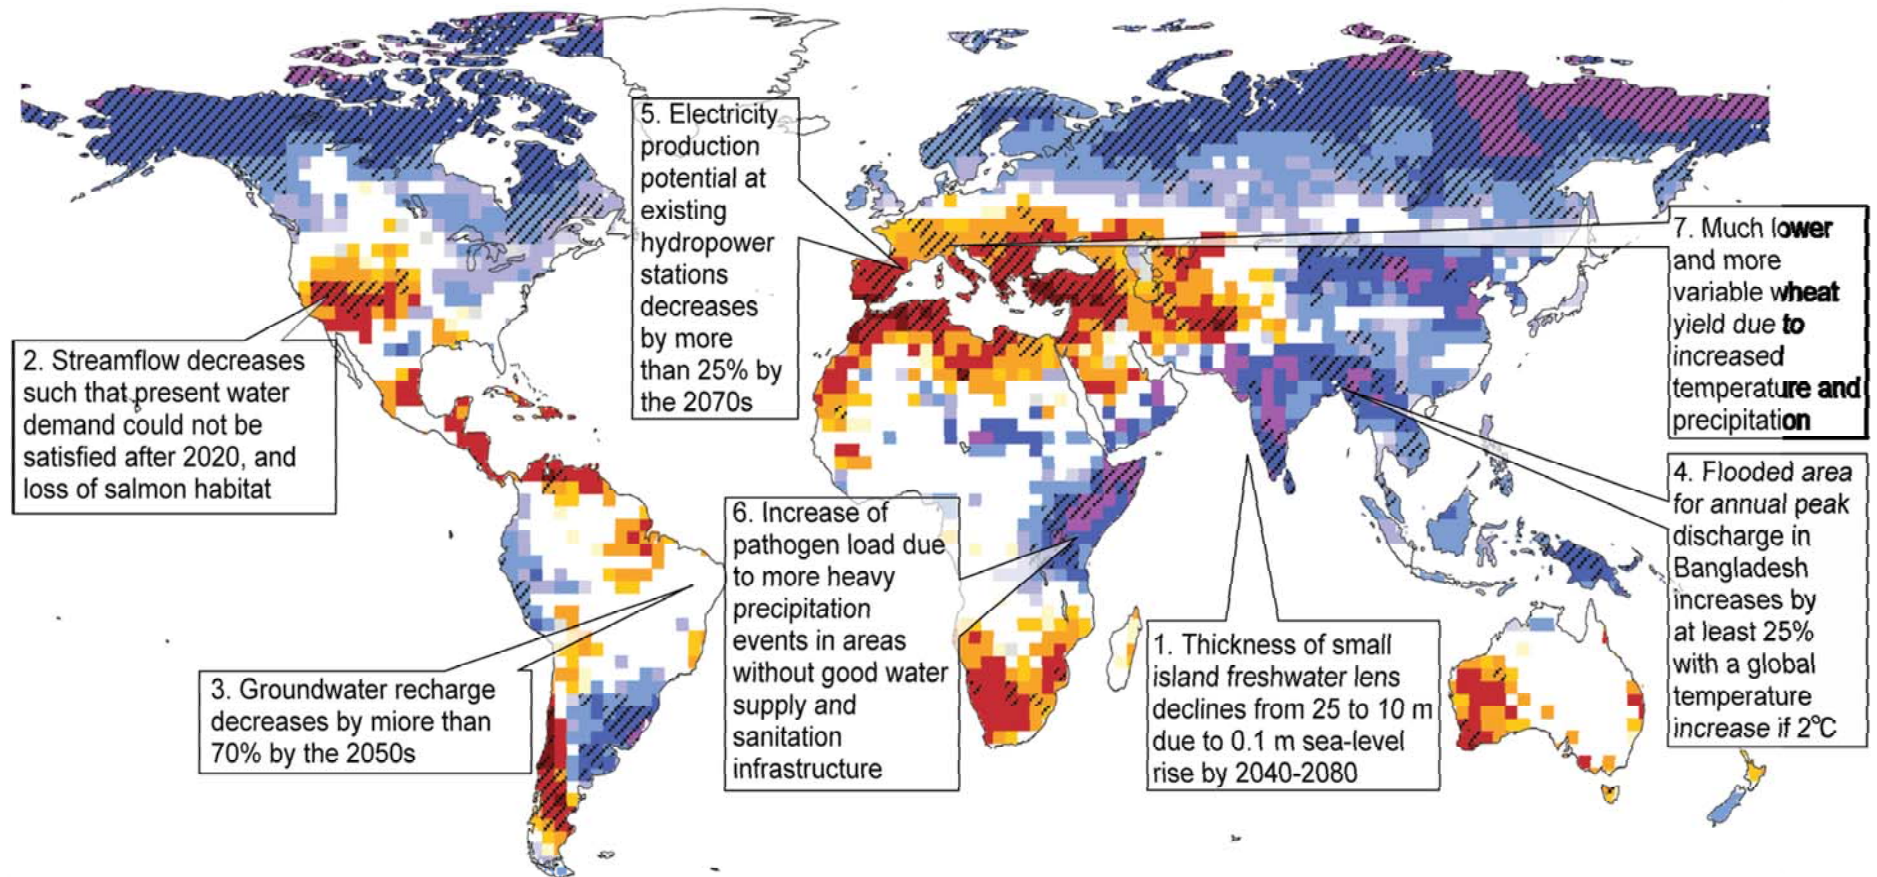 5. Electricity
production
potential at
existing
hydropower
stations
decreases
by more
than 25% by
the 2070s
7. Much lower
and more
variable wheat
yield due to
increased
temperature and
precipitation
2. Streamflow decreases
such that present water
demand could not be
satisfied after 2020, and
loss of salmon habitat
4. Flooded area
for annual peak
discharge in
Bangladesh
increases by
at least 25%
with a global
temperature
increase if 2°C
6. Increase of
pathogen load due
to more heavy
precipitation
events in areas
without good water
supply and
sanitation
infrastructure
1. Thickness of small
island freshwater lens
declines from 25 to 10 m
due to 0.1 m sea-level
rise by 2040-2080
3. Groundwater recharge
decreases by miore than
70% by the 2050s